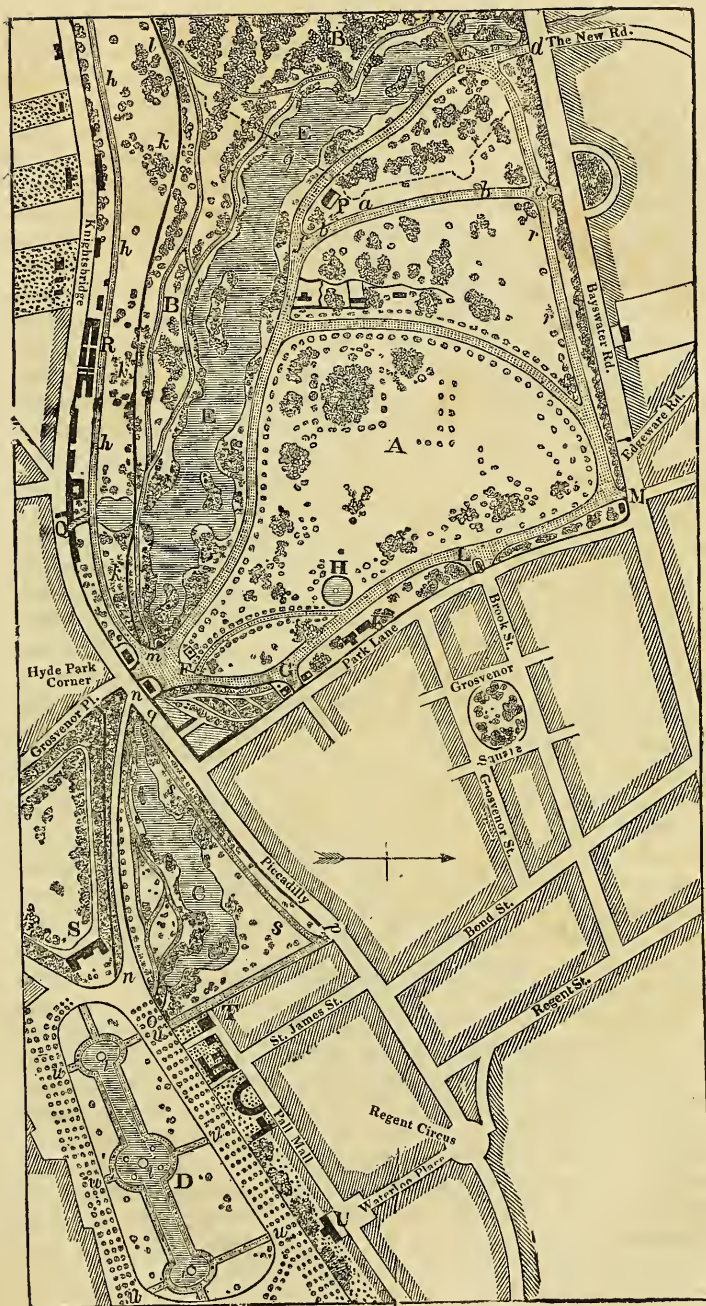 B
d The New Rd.
l
h
c
k
g
E
g
P
a
b
b
c
r
Knightsbridge
h
B
e
Bayswater Rd.
i
R
k
h
E
A
Edgeware Rd.
M
Q
H
I
Brook St.
m
F
G
Park Lane
Hyde Park
Corner
Grosvenor
Square
Grosvenor Pl.
n
q
Grosvenor St.
s
Piccadilly
C
S
s
p
Bond St.
n
Regent St.
o
T
St. James St.
u
u
Pall Mall
Regent Circus
u
D
Waterloo Place
u
U
u
u